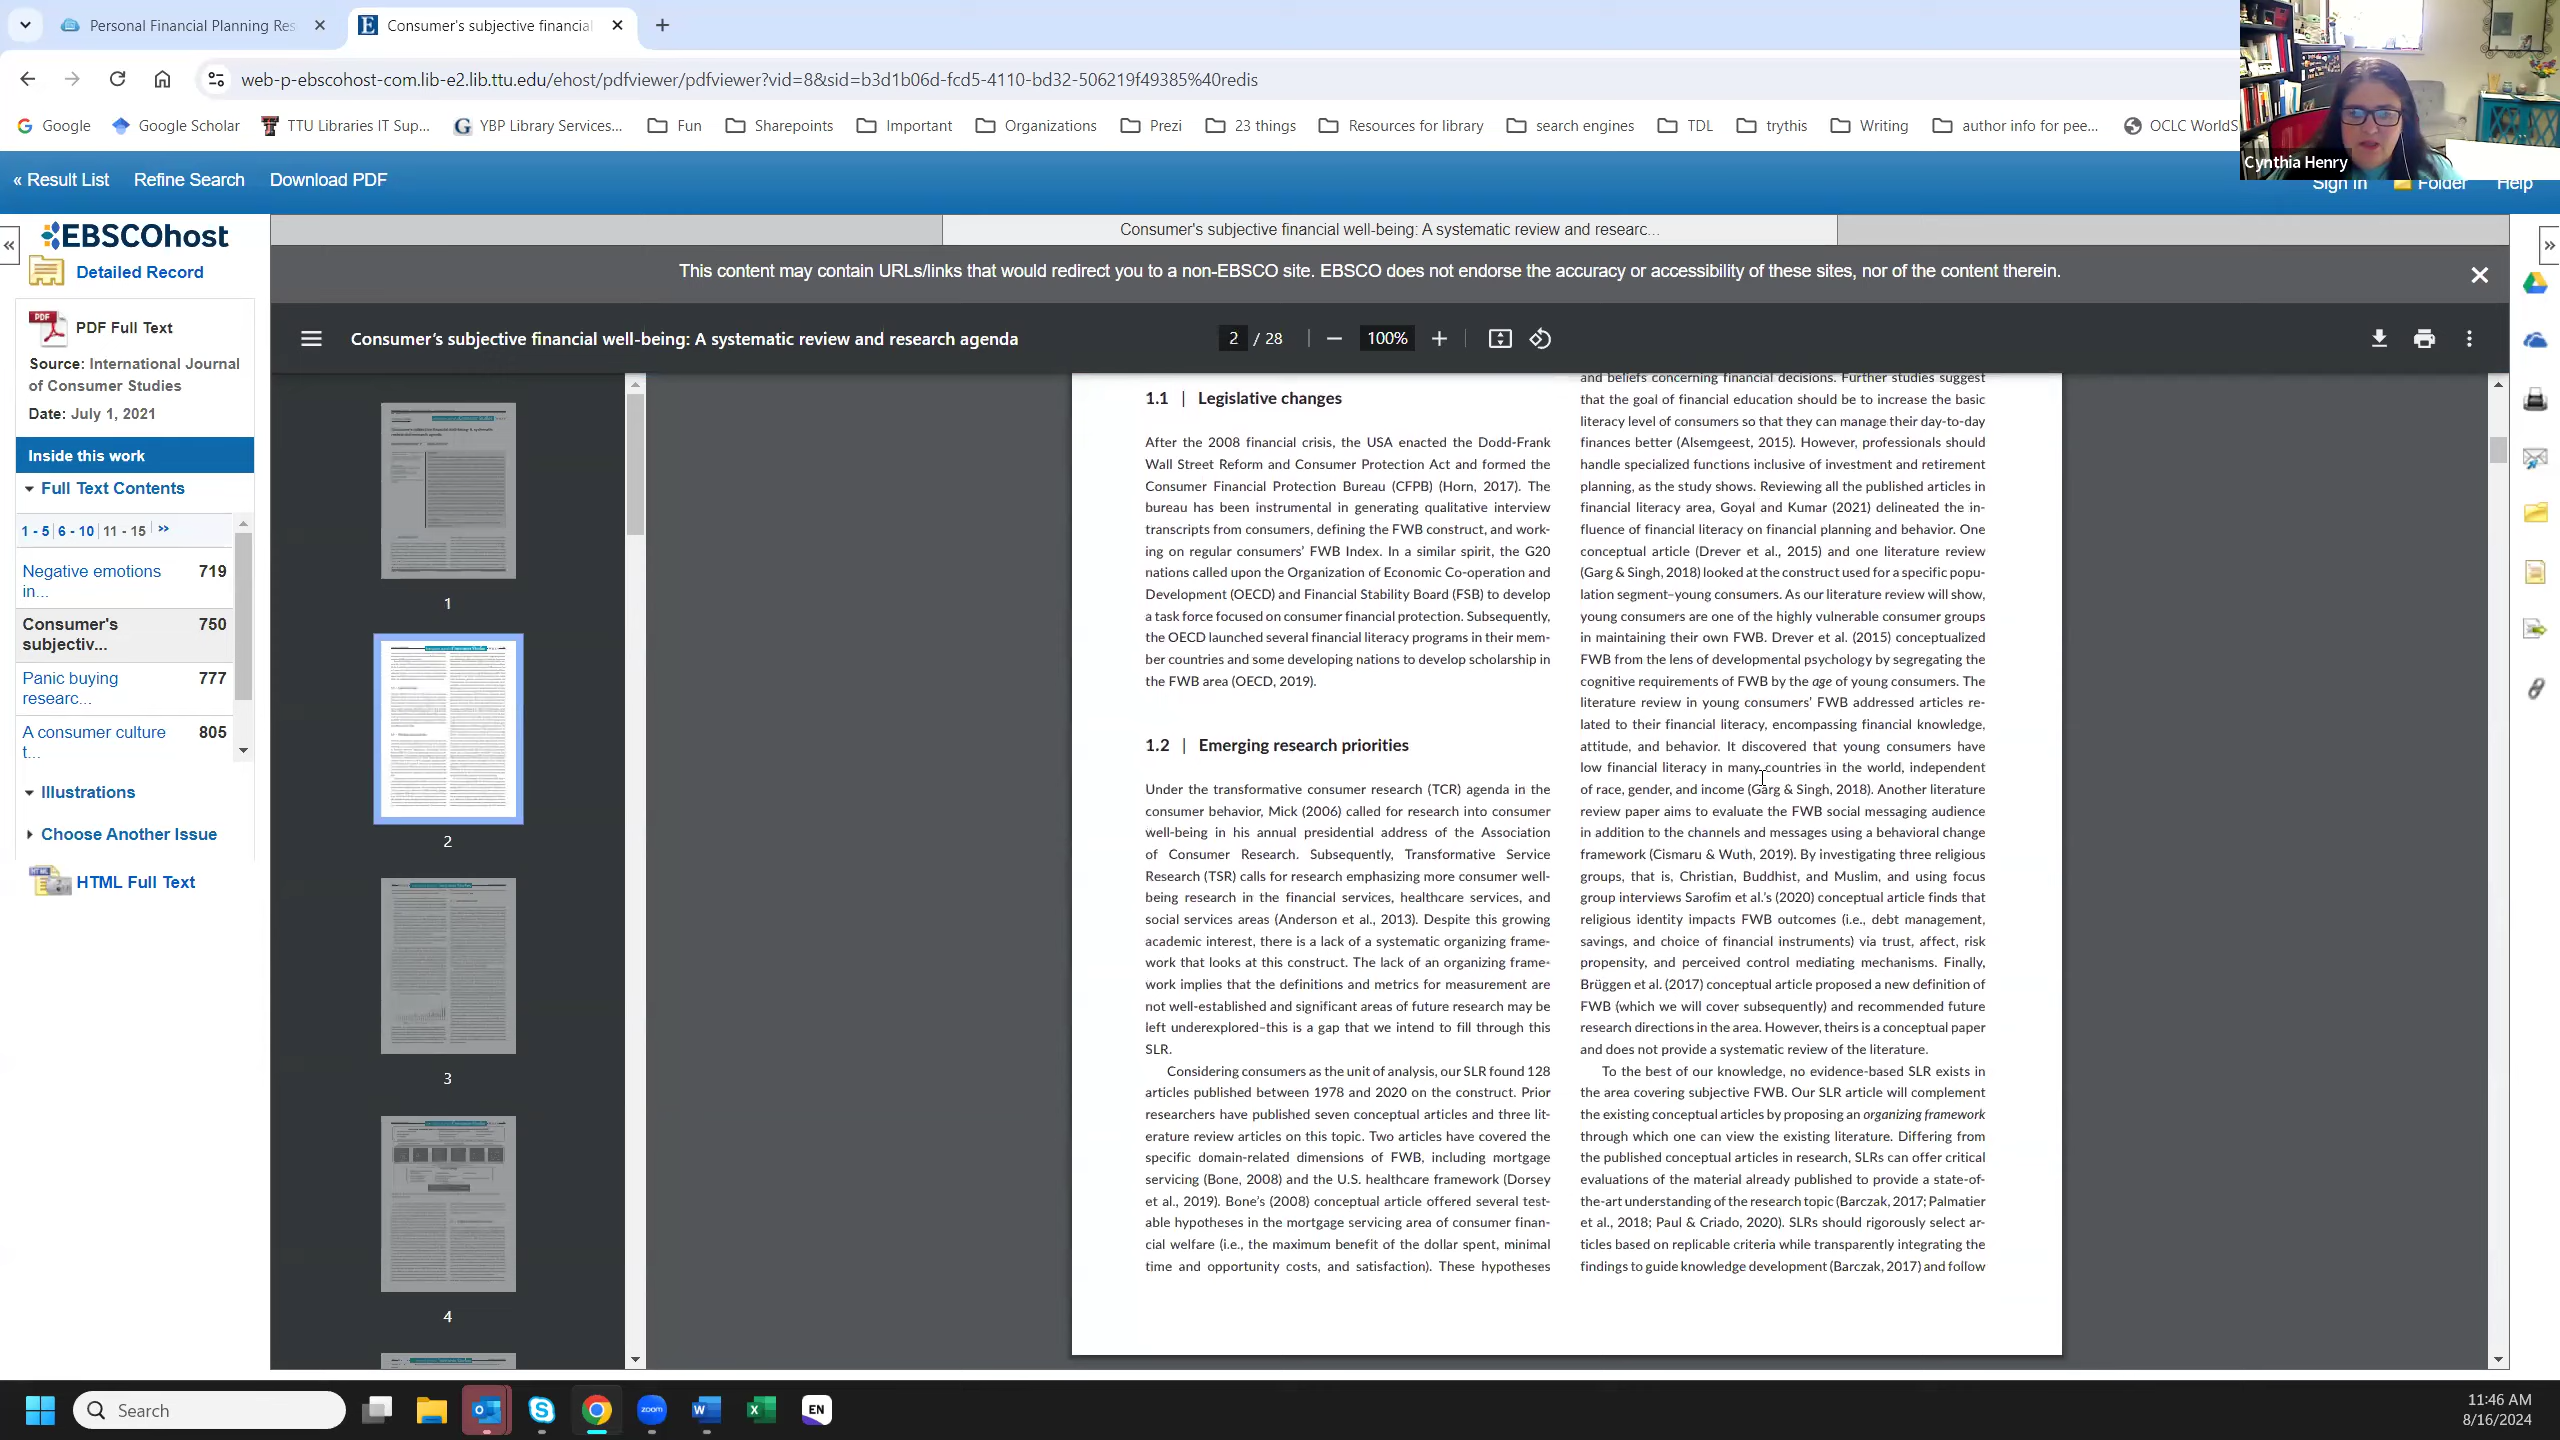 Personal Financial Planning Res
Consumer's subjective financial
web-p-ebscohost-com.lib-e2.lib.ttu.edu/ehost/pdfviewer/pdfviewer?vid=8&sid=b3d1b06d-fcd5-4110-bd32-506219f49385%40redis
Google
Google Scholar
TTU Libraries IT Sup...
YBP Library Services...
Fun
Sharepoints
Important
Organizations
Prezi
23 things
Resources for library
search engines
TDL
trythis
Writing
author info for pee...
OCLC WorldS
Cynthia Henry
« Result List
Refine Search
Download PDF
Sign In
Folder
Help
EBSCOhost
Detailed Record
PDF
PDF Full Text
Source: International Journal
of Consumer Studies
Date: July 1, 2021
Inside this work
Full Text Contents
1 - 5 | 6 - 10 | 11 - 15 | »
Negative emotions
in...
719
Consumer's
subjectiv...
750
Panic buying
researc...
777
A consumer culture
t...
805
Illustrations
Choose Another Issue
HTML Full Text
Consumer's subjective financial well-being: A systematic review and researc...
This content may contain URLs/links that would redirect you to a non-EBSCO site. EBSCO does not endorse the accuracy or accessibility of these sites, nor of the content therein.
Consumer's subjective financial well-being: A systematic review and research agenda
2 / 28
100%
1
2
3
4
1.1 | Legislative changes
After the 2008 financial crisis, the USA enacted the Dodd-Frank
Wall Street Reform and Consumer Protection Act and formed the
Consumer Financial Protection Bureau (CFPB) (Horn, 2017). The
bureau has been instrumental in generating qualitative interview
transcripts from consumers, defining the FWB construct, and work-
ing on regular consumers' FWB Index. In a similar spirit, the G20
nations called upon the Organization of Economic Co-operation and
Development (OECD) and Financial Stability Board (FSB) to develop
a task force focused on consumer financial protection. Subsequently,
the OECD launched several financial literacy programs in their mem-
ber countries and some developing nations to develop scholarship in
the FWB area (OECD, 2019).
1.2 | Emerging research priorities
Under the transformative consumer research (TCR) agenda in the
consumer behavior, Mick (2006) called for research into consumer
well-being in his annual presidential address of the Association
of Consumer Research. Subsequently, Transformative Service
Research (TSR) calls for research emphasizing more consumer well-
being research in the financial services, healthcare services, and
social services areas (Anderson et al., 2013). Despite this growing
academic interest, there is a lack of a systematic organizing frame-
work that looks at this construct. The lack of an organizing frame-
work implies that the definitions and metrics for measurement are
not well-established and significant areas of future research may be
left underexplored–this is a gap that we intend to fill through this
SLR.
Considering consumers as the unit of analysis, our SLR found 128
articles published between 1978 and 2020 on the construct. Prior
researchers have published seven conceptual articles and three lit-
erature review articles on this topic. Two articles have covered the
specific domain-related dimensions of FWB, including mortgage
servicing (Bone, 2008) and the U.S. healthcare framework (Dorsey
et al., 2019). Bone's (2008) conceptual article offered several test-
able hypotheses in the mortgage servicing area of consumer finan-
cial welfare (i.e., the maximum benefit of the dollar spent, minimal
time and opportunity costs, and satisfaction). These hypotheses
and beliefs concerning financial decisions. Further studies suggest
that the goal of financial education should be to increase the basic
literacy level of consumers so that they can manage their day-to-day
finances better (Alsemgeest, 2015). However, professionals should
handle specialized functions inclusive of investment and retirement
planning, as the study shows. Reviewing all the published articles in
financial literacy area, Goyal and Kumar (2021) delineated the in-
fluence of financial literacy on financial planning and behavior. One
conceptual article (Drever et al., 2015) and one literature review
(Garg & Singh, 2018) looked at the construct used for a specific popu-
lation segment–young consumers. As our literature review will show,
young consumers are one of the highly vulnerable consumer groups
in maintaining their own FWB. Drever et al. (2015) conceptualized
FWB from the lens of developmental psychology by segregating the
cognitive requirements of FWB by the age of young consumers. The
literature review in young consumers' FWB addressed articles re-
lated to their financial literacy, encompassing financial knowledge,
attitude, and behavior. It discovered that young consumers have
low financial literacy in many countries in the world, independent
of race, gender, and income (Garg & Singh, 2018). Another literature
review paper aims to evaluate the FWB social messaging audience
in addition to the channels and messages using a behavioral change
framework (Cismaru & Wuth, 2019). By investigating three religious
groups, that is, Christian, Buddhist, and Muslim, and using focus
group interviews Sarofim et al.'s (2020) conceptual article finds that
religious identity impacts FWB outcomes (i.e., debt management,
savings, and choice of financial instruments) via trust, affect, risk
propensity, and perceived control mediating mechanisms. Finally,
Brüggen et al. (2017) conceptual article proposed a new definition of
FWB (which we will cover subsequently) and recommended future
research directions in the area. However, theirs is a conceptual paper
and does not provide a systematic review of the literature.
To the best of our knowledge, no evidence-based SLR exists in
the area covering subjective FWB. Our SLR article will complement
the existing conceptual articles by proposing an organizing framework
through which one can view the existing literature. Differing from
the published conceptual articles in research, SLRs can offer critical
evaluations of the material already published to provide a state-of-
the-art understanding of the research topic (Barczak, 2017; Palmatier
et al., 2018; Paul & Criado, 2020). SLRs should rigorously select ar-
ticles based on replicable criteria while transparently integrating the
findings to guide knowledge development (Barczak, 2017) and follow
Search
zoom
EN
11:46 AM
8/16/2024